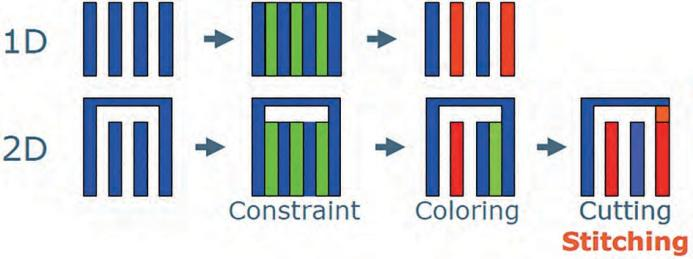 1D
2D
Constraint Coloring Cutting
Stitching